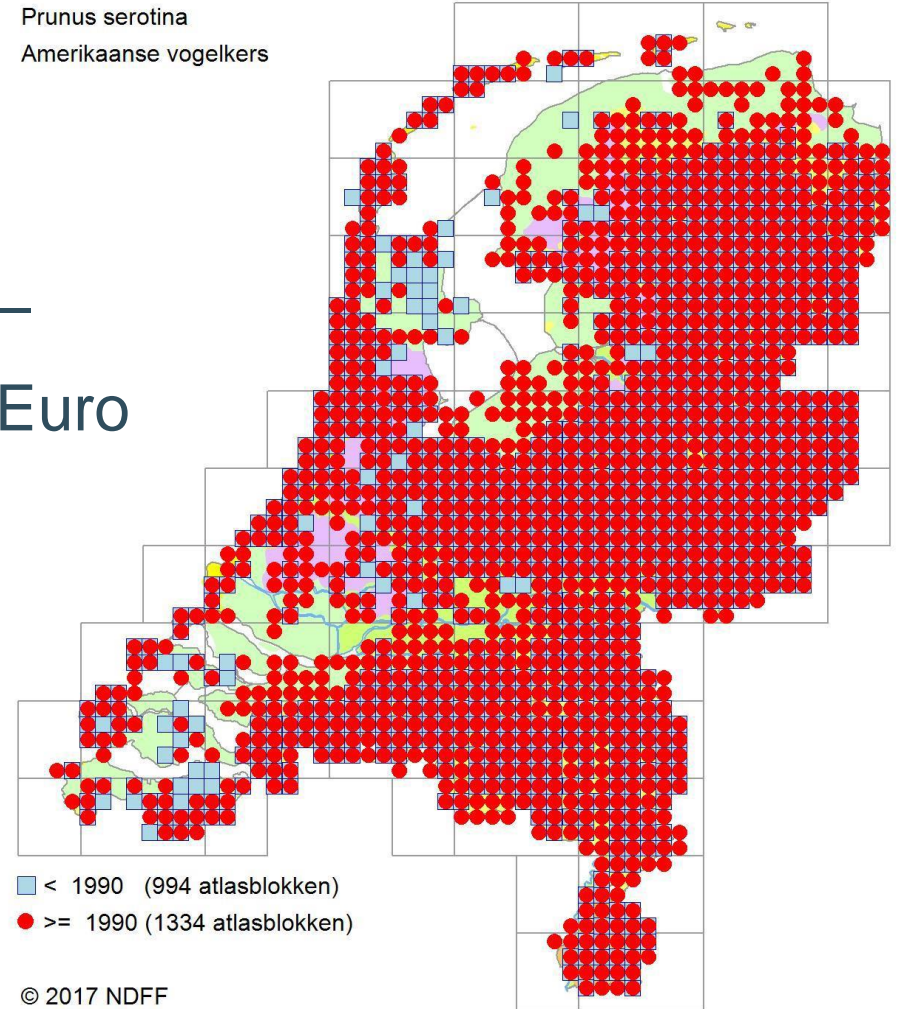 Prunus serotina
Amerikaanse vogelkers
–
Euro
< 1990 (994 atlasblokken)
>= 1990 (1334 atlasblokken)
© 2017 NDFF